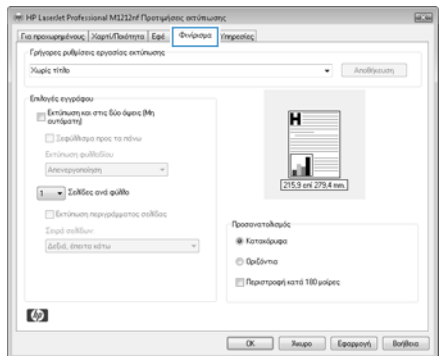 HP LaserJet Professional M1212nf Προτιμήσεις εκτύπωσης
Για προχωρημένους Χαρτί/Ποιότητα Εφέ Φινίρισμα Υπηρεσίες
Γρήγορες ρυθμίσεις εργασίας εκτύπωσης
Χωρίς τίτλο Αποθήκευση
Επιλογές εγγράφου
Εκτύπωση και στις δύο όψεις (Μη αυτόματη)
Ξεφύλλισμα προς τα πάνω
Εκτύπωση φυλλαδίου
Απενεργοποίηση
1 Σελίδες ανά φύλλο
Εκτύπωση περιγράμματος σελίδας
Σειρά σελίδων:
Δεξιά, έπειτα κάτω
H
215,9 επί 279,4 mm.
Προσανατολισμός
Κατακόρυφα
Οριζόντια
Περιστροφή κατά 180 μοίρες
hp
OK Άκυρο Εφαρμογή Βοήθεια